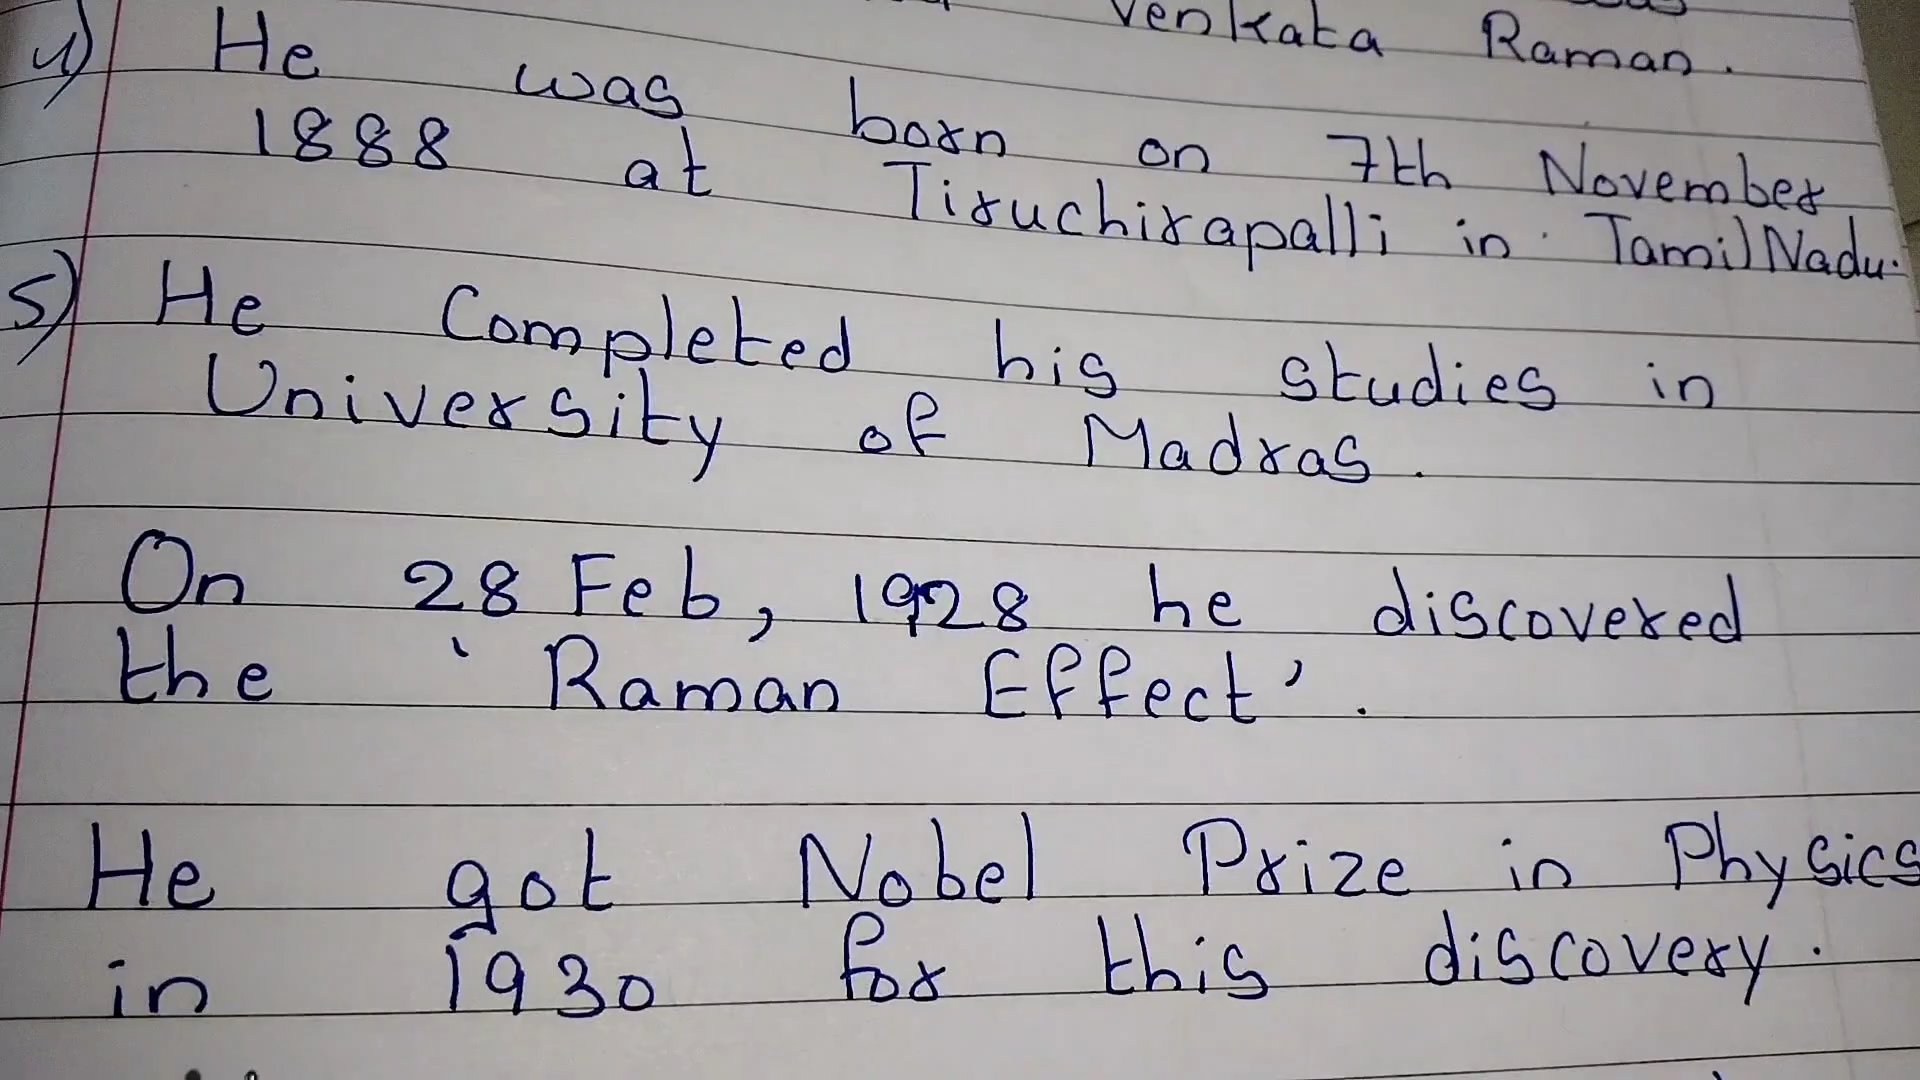 Venkata Raman.
4) He was born on 7th November
1888 at Tiruchirapalli in TamilNadu.
5) He Completed his studies in
University of Madras.
On 28 Feb, 1928 he discovered
the ' Raman Effect'.
He got Nobel Prize in Physics
in 1930 for this discovery.